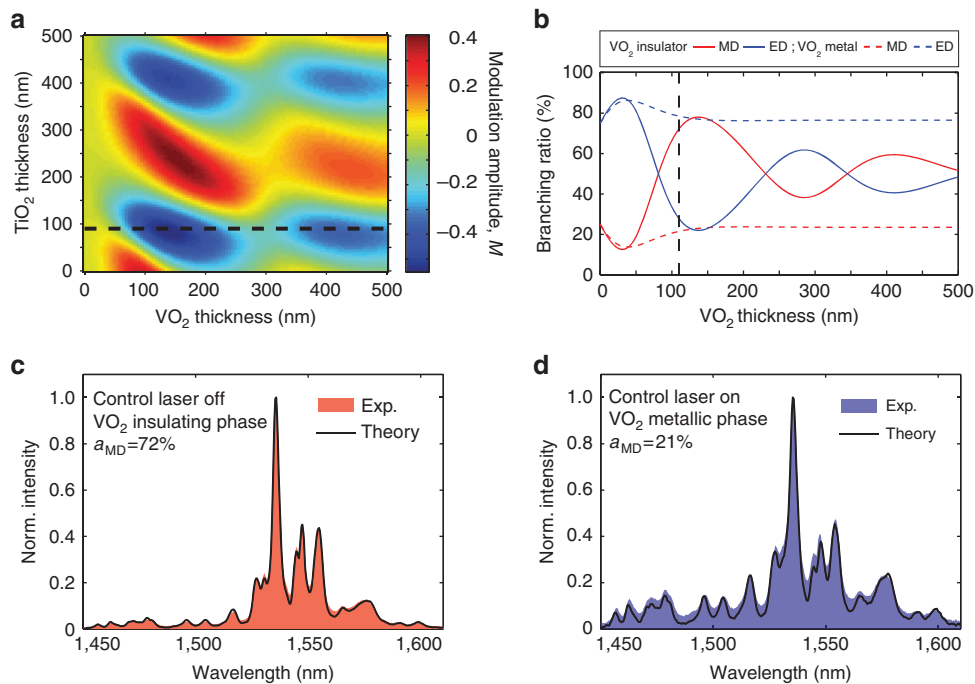 a
TiO2 thickness (nm)
500
400
300
200
100
0
0 100 200 300 400 500
VO2 thickness (nm)
0.4
0.2
0
–0.2
–0.4
Modulation amplitude, M
b
VO2 insulator MD ED ; VO2 metal MD ED
Branching ratio (%)
100
80
60
40
20
0
0 100 200 300 400 500
VO2 thickness (nm)
c
Control laser off
VO2 insulating phase
aMD=72%
Exp.
Theory
Norm. intensity
1.0
0.8
0.6
0.4
0.2
0
1,450 1,500 1,550 1,600
Wavelength (nm)
d
Control laser on
VO2 metallic phase
aMD=21%
Exp.
Theory
Norm. intensity
1.0
0.8
0.6
0.4
0.2
0
1,450 1,500 1,550 1,600
Wavelength (nm)